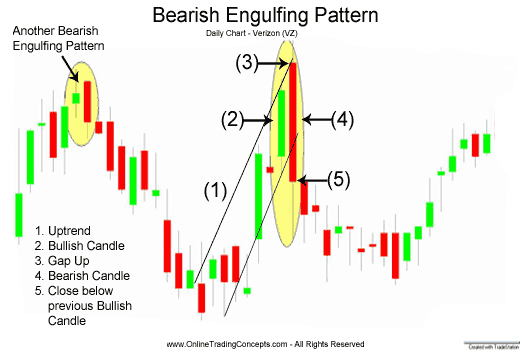 Bearish Engulfing Pattern
Daily Chart - Verizon (VZ)
Another Bearish
Engulfing Pattern
(3)
(2)
(4)
(1)
(5)
1. Uptrend
2. Bullish Candle
3. Gap Up
4. Bearish Candle
5. Close below
previous Bullish
Candle
www.OnlineTradingConcepts.com - All Rights Reserved
Created with TradeStation